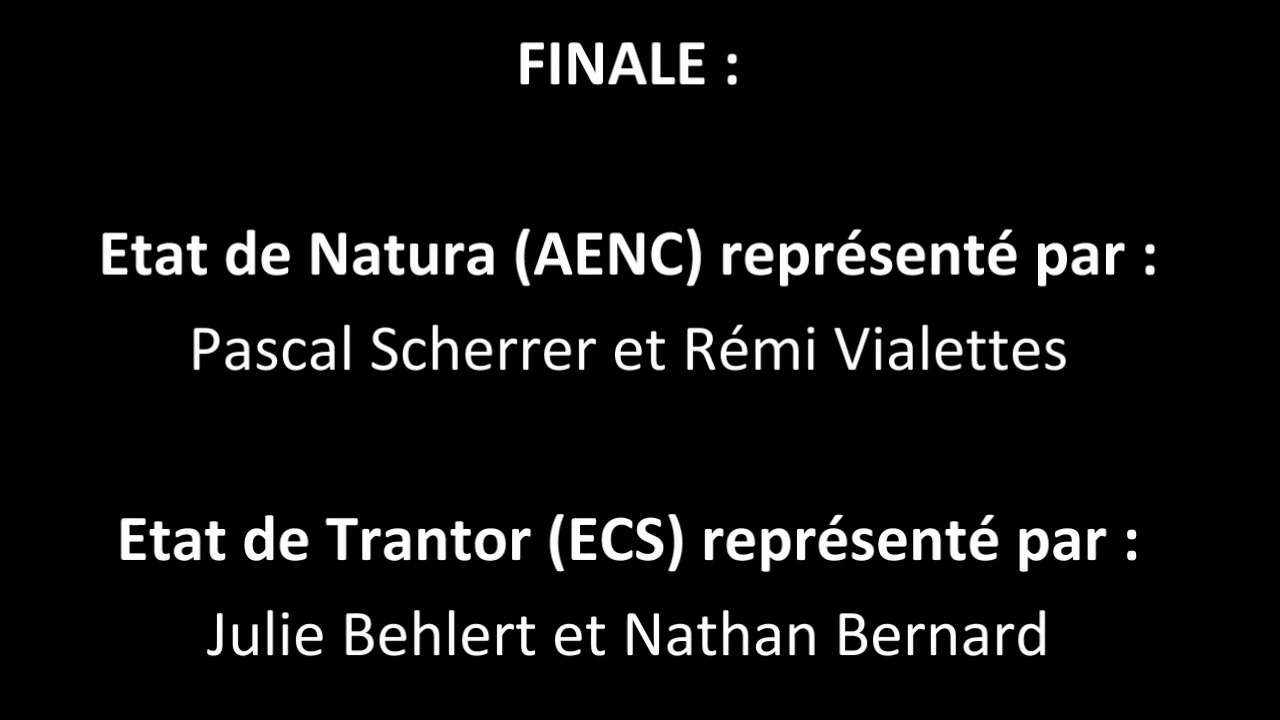 FINALE :
Etat de Natura (AENC) représenté par :
Pascal Scherrer et Rémi Vialettes
Etat de Trantor (ECS) représenté par :
Julie Behlert et Nathan Bernard